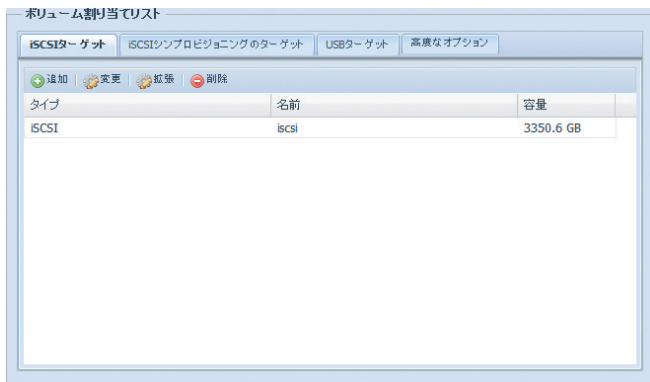 ボリューム割り当てリスト
iSCSIターゲット iSCSIシンプロビジョニングのターゲット USBターゲット 高度なオプション
追加 変更 拡張 削除
タイプ 名前 容量
iSCSI iscsi 3350.6 GB